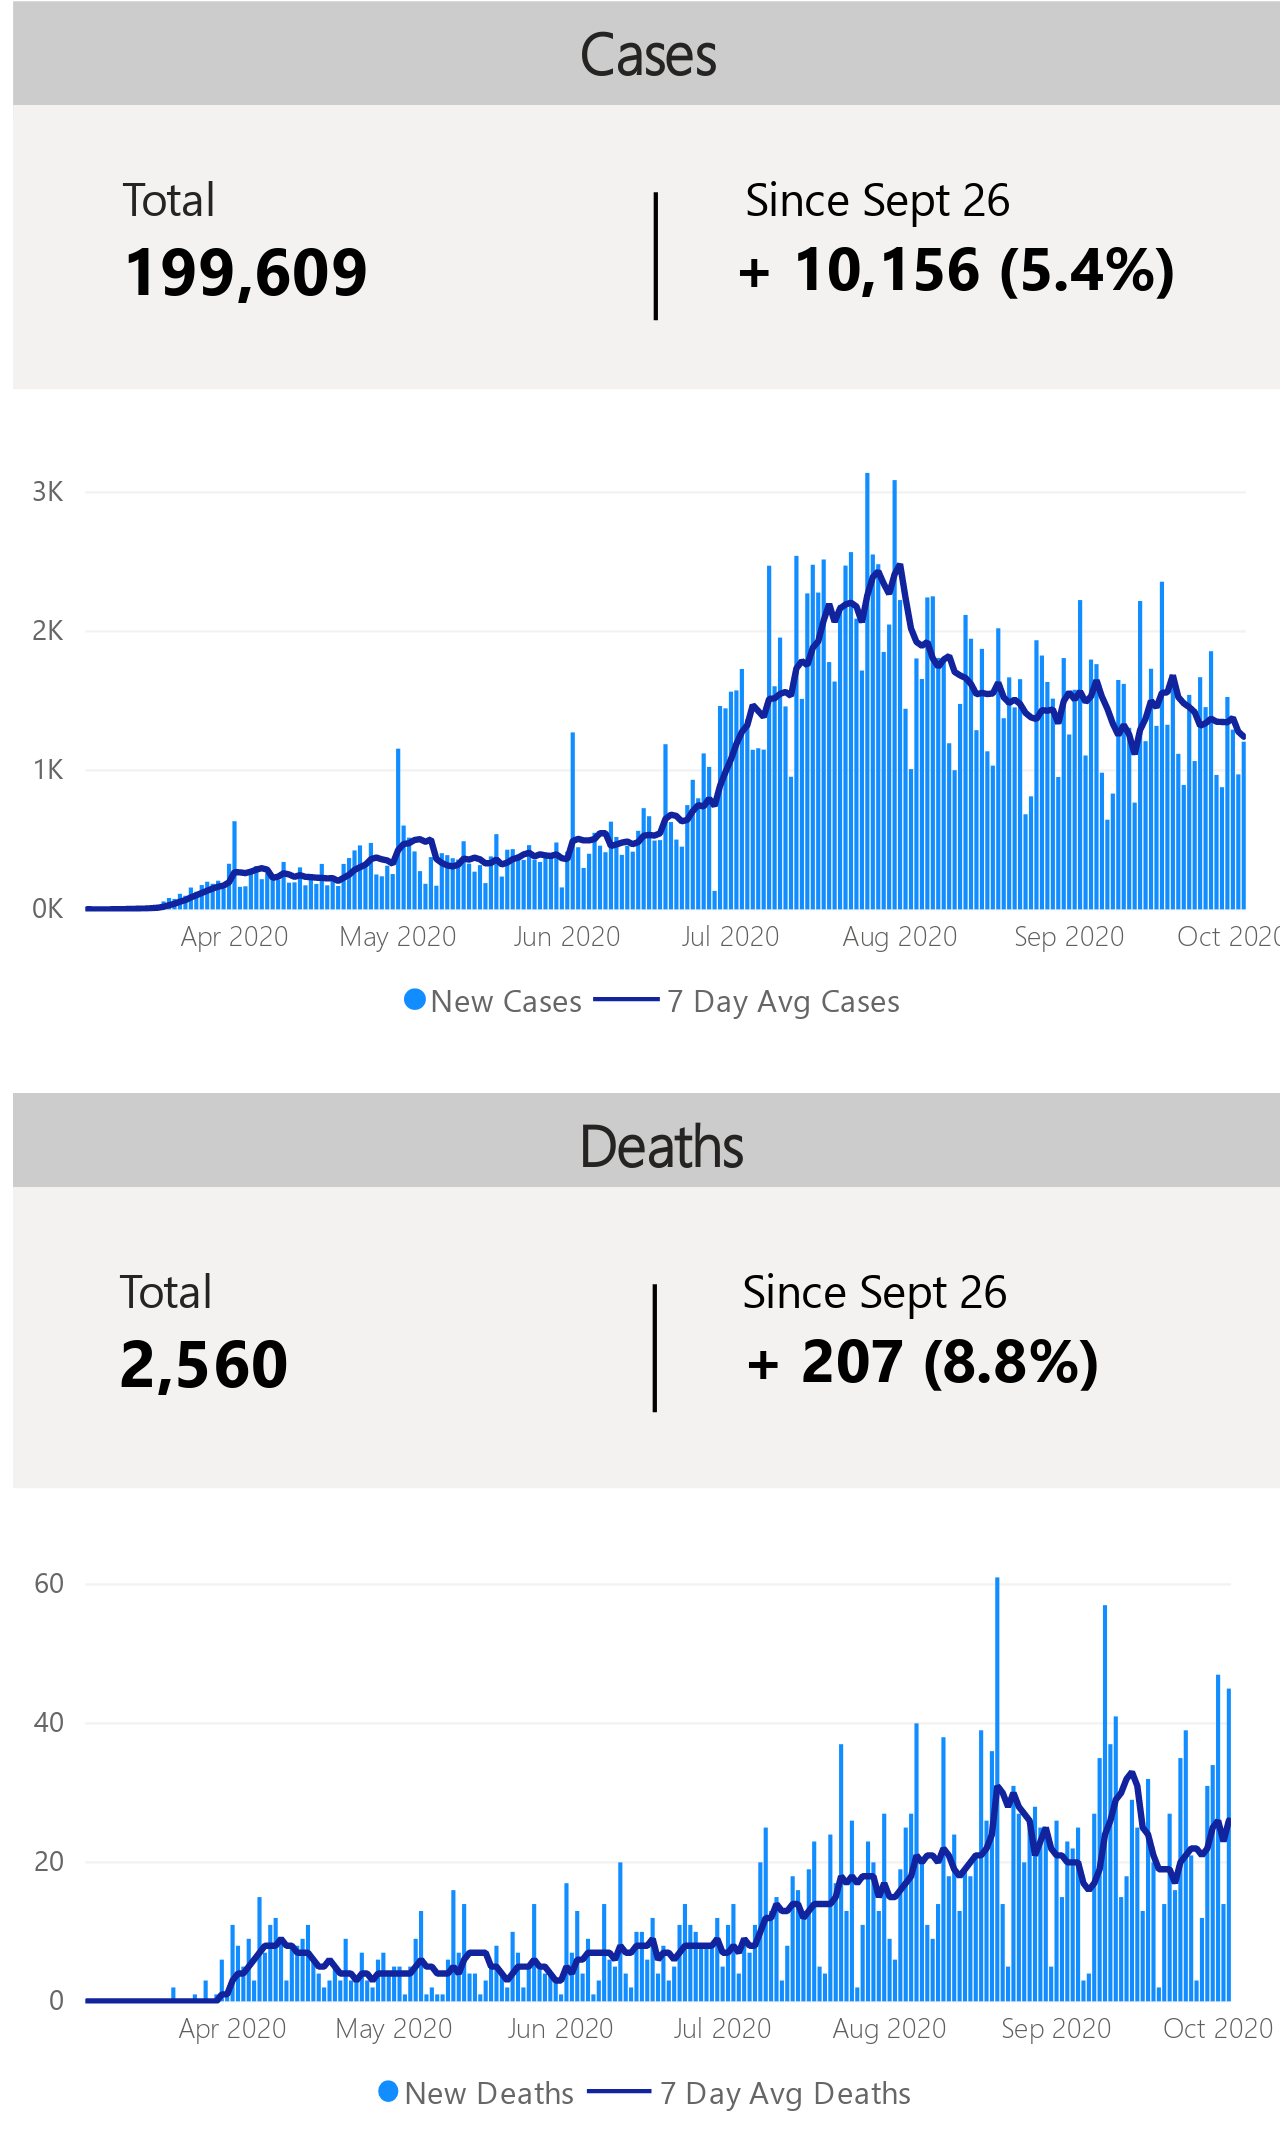 Cases
Total
Since Sept 26
199,609
+ 10,156 (5.4%)
3K
2K
1K
0K
Apr 2020 May 2020 Jun 2020 Jul 2020 Aug 2020 Sep 2020 Oct 2020
New Cases 7 Day Avg Cases
Deaths
Total
Since Sept 26
2,560
+ 207 (8.8%)
60
40
20
0
Apr 2020 May 2020 Jun 2020 Jul 2020 Aug 2020 Sep 2020 Oct 2020
New Deaths 7 Day Avg Deaths